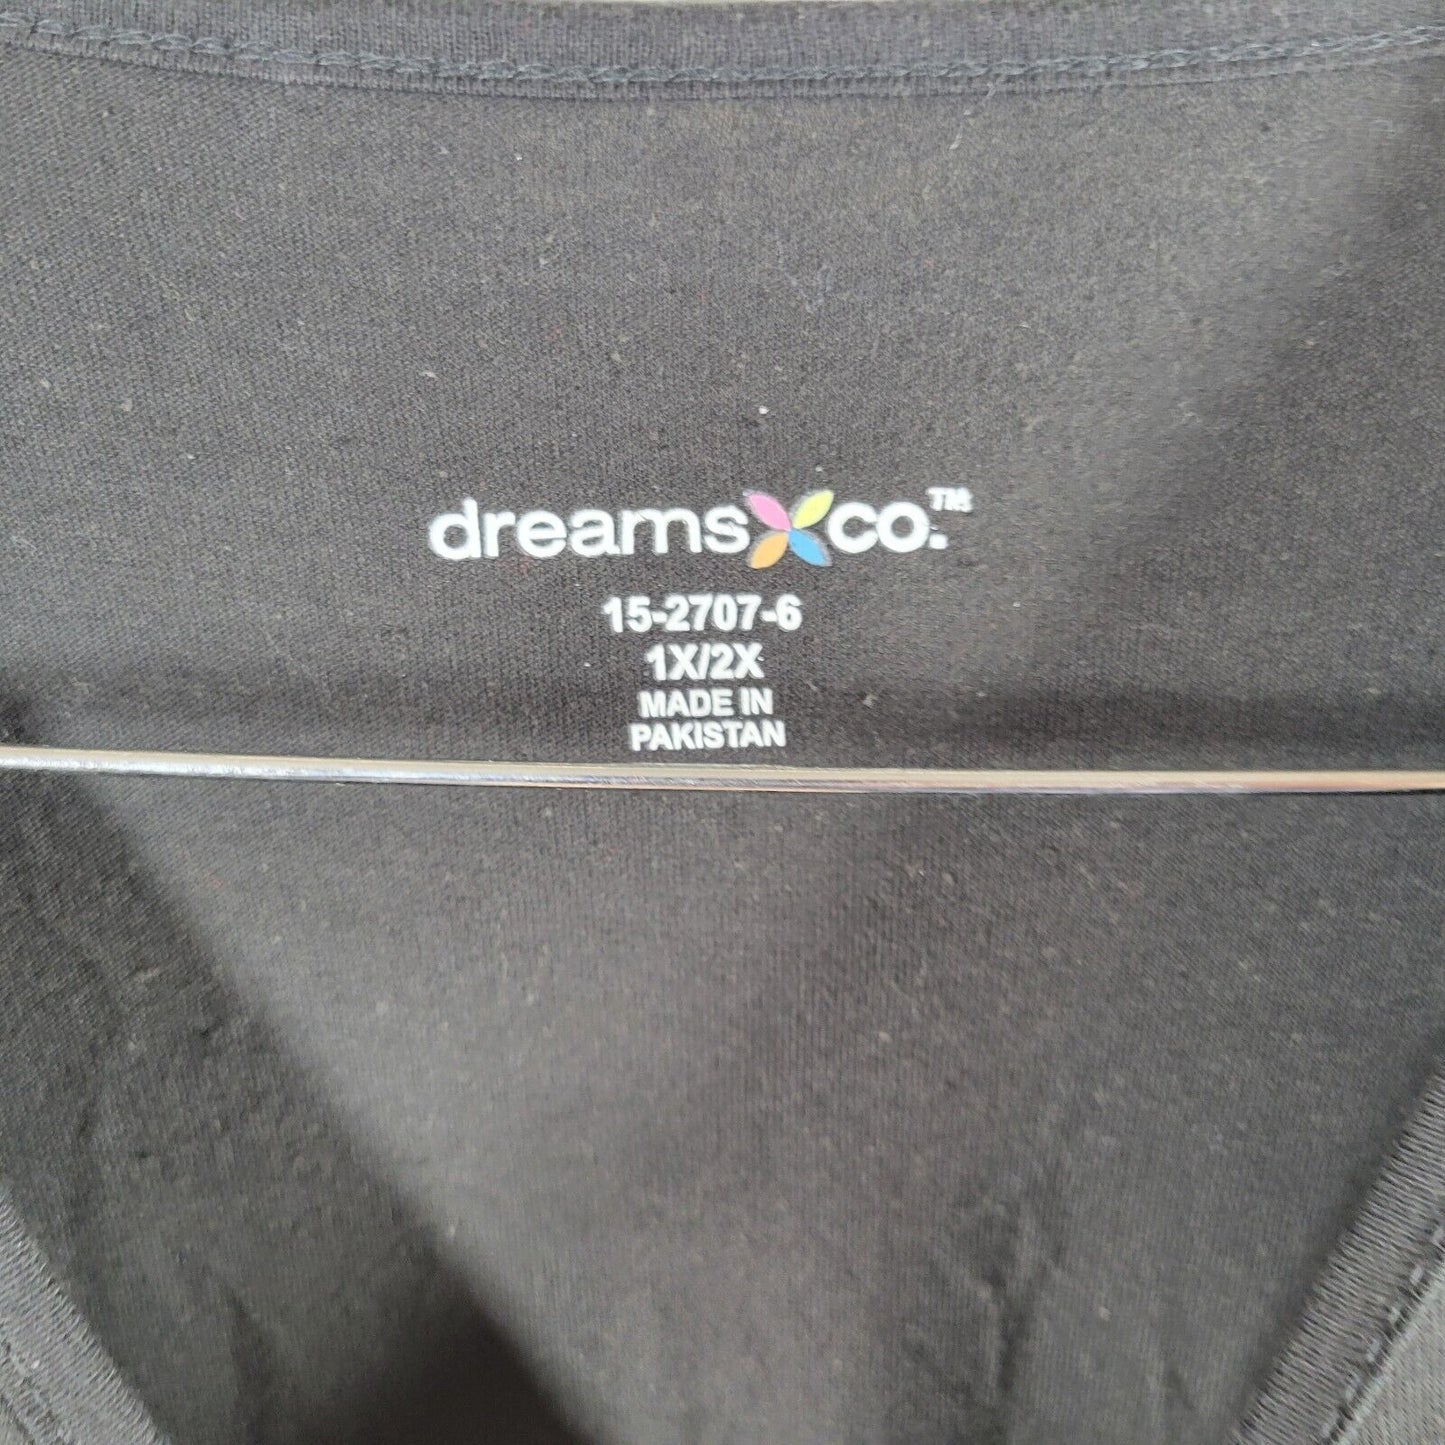 dreams co.™
15-2707-6
1X/2X
MADE IN
PAKISTAN